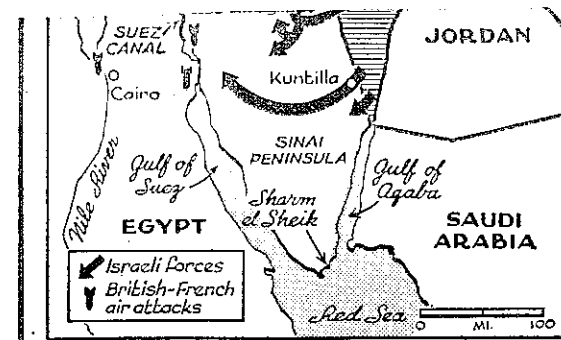 SUEZ
CANAL
JORDAN
Kuntilla
Cairo
SINAI
PENINSULA
Gulf of
Suez
Gulf of
Aqaba
Nile River
Sharm
el Sheik
EGYPT
SAUDI
ARABIA
Israeli forces
British-French
air attacks
Red Sea
0 MI. 100